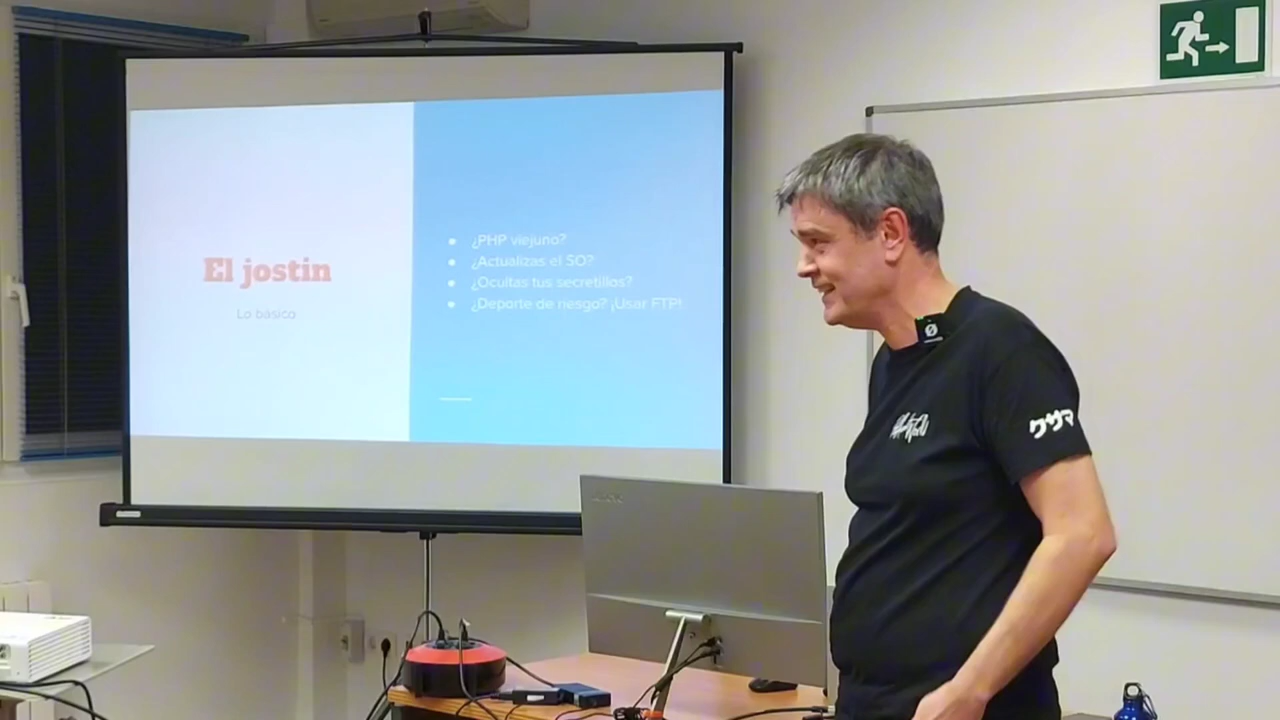 El jostin
Lo básico
¿PHP viejuno?
¿Actualizas el SO?
¿Ocultas tus secretillos?
¿Deporte de riesgo? ¡Usar FTP!
クサマ